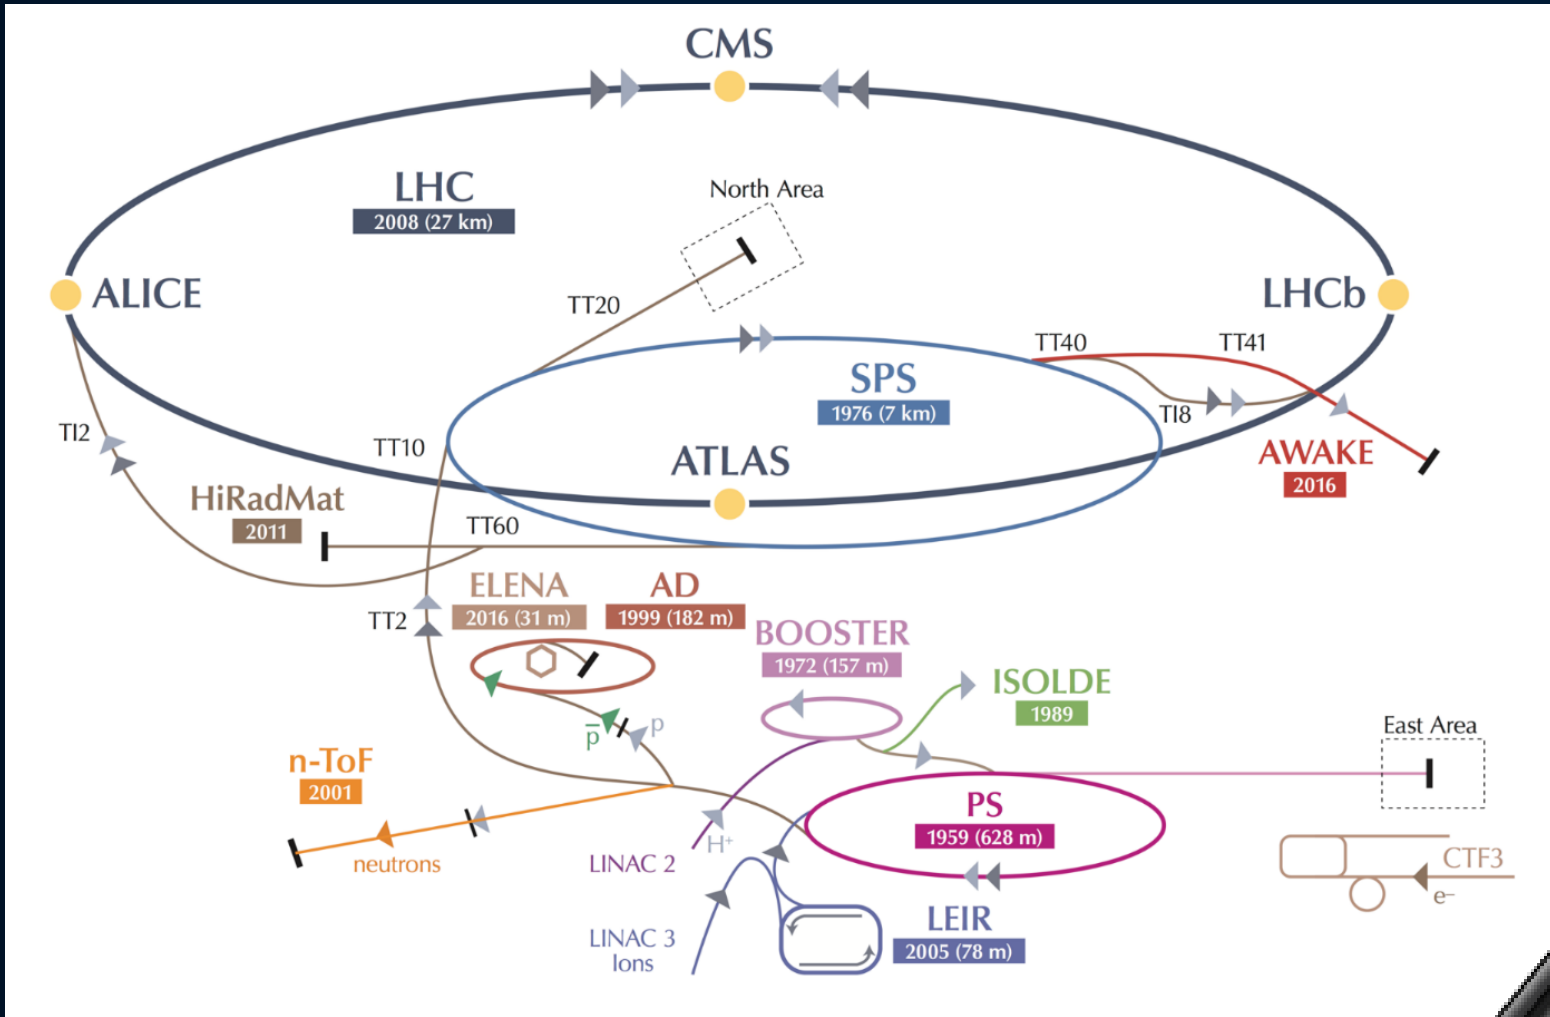 CMS
LHC
2008 (27 km)
North Area
ALICE
LHCb
TT20
TT40
TT41
SPS
1976 (7 km)
TI2
TT10
TI8
ATLAS
AWAKE
2016
HiRadMat
2011
TT60
ELENA
2016 (31 m)
AD
1999 (182 m)
TT2
BOOSTER
1972 (157 m)
ISOLDE
1989
p̅
p
East Area
n-ToF
2001
neutrons
PS
1959 (628 m)
H⁺
LINAC 2
CTF3
e⁻
LEIR
2005 (78 m)
LINAC 3
Ions